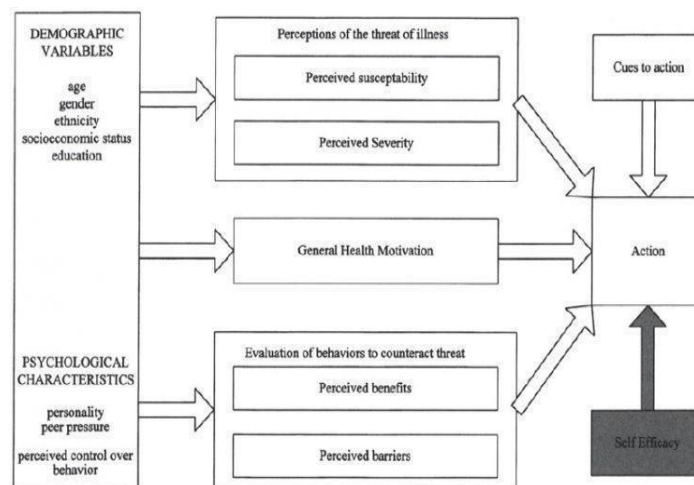 DEMOGRAPHIC
VARIABLES
age
gender
ethnicity
socioeconomic status
education
PSYCHOLOGICAL
CHARACTERISTICS
personality
peer pressure
perceived control over
behavior
Perceptions of the threat of illness
Perceived susceptability
Perceived Severity
General Health Motivation
Evaluation of behaviors to counteract threat
Perceived benefits
Perceived barriers
Cues to action
Action
Self Efficacy